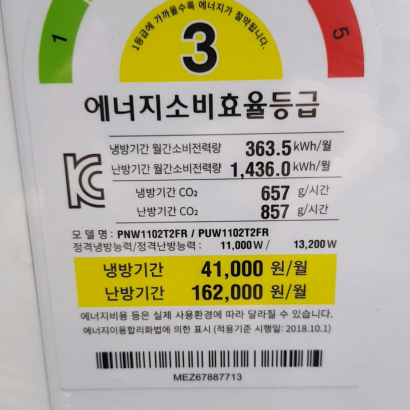 1등급에 가까울수록 에너지가 절약됩니다.
1
3
5
에너지소비효율등급
냉방기간 월간소비전력량 363.5 kWh/월
난방기간 월간소비전력량 1,436.0 kWh/월
냉방기간 CO₂ 657 g/시간
난방기간 CO₂ 857 g/시간
모 델 명 : PNW1102T2FR / PUW1102T2FR
정격냉방능력/정격난방능력 : 11,000 W / 13,200 W
냉방기간 41,000 원/월
난방기간 162,000 원/월
에너지비용 등은 실제 사용환경에 따라 달라질 수 있습니다.
에너지이용합리화법에 의한 표시 (적용기준 시행일: 2018.10.1)
MEZ67887713